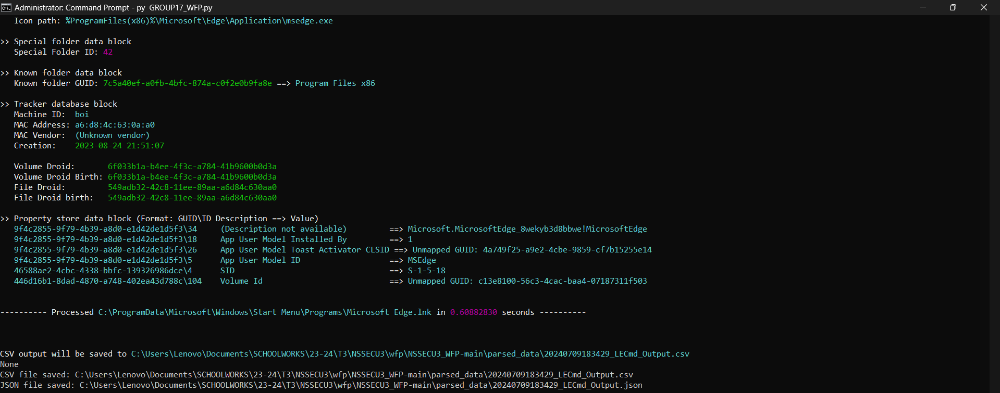 Administrator: Command Prompt - py  GROUP17_WFP.py
Icon path: %ProgramFiles(x86)%\Microsoft\Edge\Application\msedge.exe
>> Special folder data block
Special Folder ID: 42
>> Known folder data block
Known folder GUID: 7c5a40ef-a0fb-4bfc-874a-c0f2e0b9fa8e ==> Program Files x86
>> Tracker database block
Machine ID:  boi
MAC Address: a6:d8:4c:63:0a:a0
MAC Vendor:  (Unknown vendor)
Creation:    2023-08-24 21:51:07
Volume Droid:       6f033b1a-b4ee-4f3c-a784-41b9600b0d3a
Volume Droid Birth: 6f033b1a-b4ee-4f3c-a784-41b9600b0d3a
File Droid:         549adb32-42c8-11ee-89aa-a6d84c630aa0
File Droid birth:   549adb32-42c8-11ee-89aa-a6d84c630aa0
>> Property store data block (Format: GUID\ID Description ==> Value)
9f4c2855-9f79-4b39-a8d0-e1d42de1d5f3\34     (Description not available)         ==> Microsoft.MicrosoftEdge_8wekyb3d8bbwe!MicrosoftEdge
9f4c2855-9f79-4b39-a8d0-e1d42de1d5f3\18     App User Model Installed By         ==> 1
9f4c2855-9f79-4b39-a8d0-e1d42de1d5f3\26     App User Model Toast Activator CLSID ==> Unmapped GUID: 4a749f25-a9e2-4cbe-9859-cf7b15255e14
9f4c2855-9f79-4b39-a8d0-e1d42de1d5f3\5      App User Model ID                   ==> MSEdge
46588ae2-4cbc-4338-bbfc-139326986dce\4      SID                                 ==> S-1-5-18
446d16b1-8dad-4870-a748-402ea43d788c\104    Volume Id                           ==> Unmapped GUID: c13e8100-56c3-4cac-baa4-07187311f503
---------- Processed C:\ProgramData\Microsoft\Windows\Start Menu\Programs\Microsoft Edge.lnk in 0.60882830 seconds ----------
CSV output will be saved to C:\Users\Lenovo\Documents\SCHOOLWORKS\23-24\T3\NSSECU3\wfp\NSSECU3_WFP-main\parsed_data\20240709183429_LECmd_Output.csv
None
CSV file saved: C:\Users\Lenovo\Documents\SCHOOLWORKS\23-24\T3\NSSECU3\wfp\NSSECU3_WFP-main\parsed_data\20240709183429_LECmd_Output.csv
JSON file saved: C:\Users\Lenovo\Documents\SCHOOLWORKS\23-24\T3\NSSECU3\wfp\NSSECU3_WFP-main\parsed_data\20240709183429_LECmd_Output.json